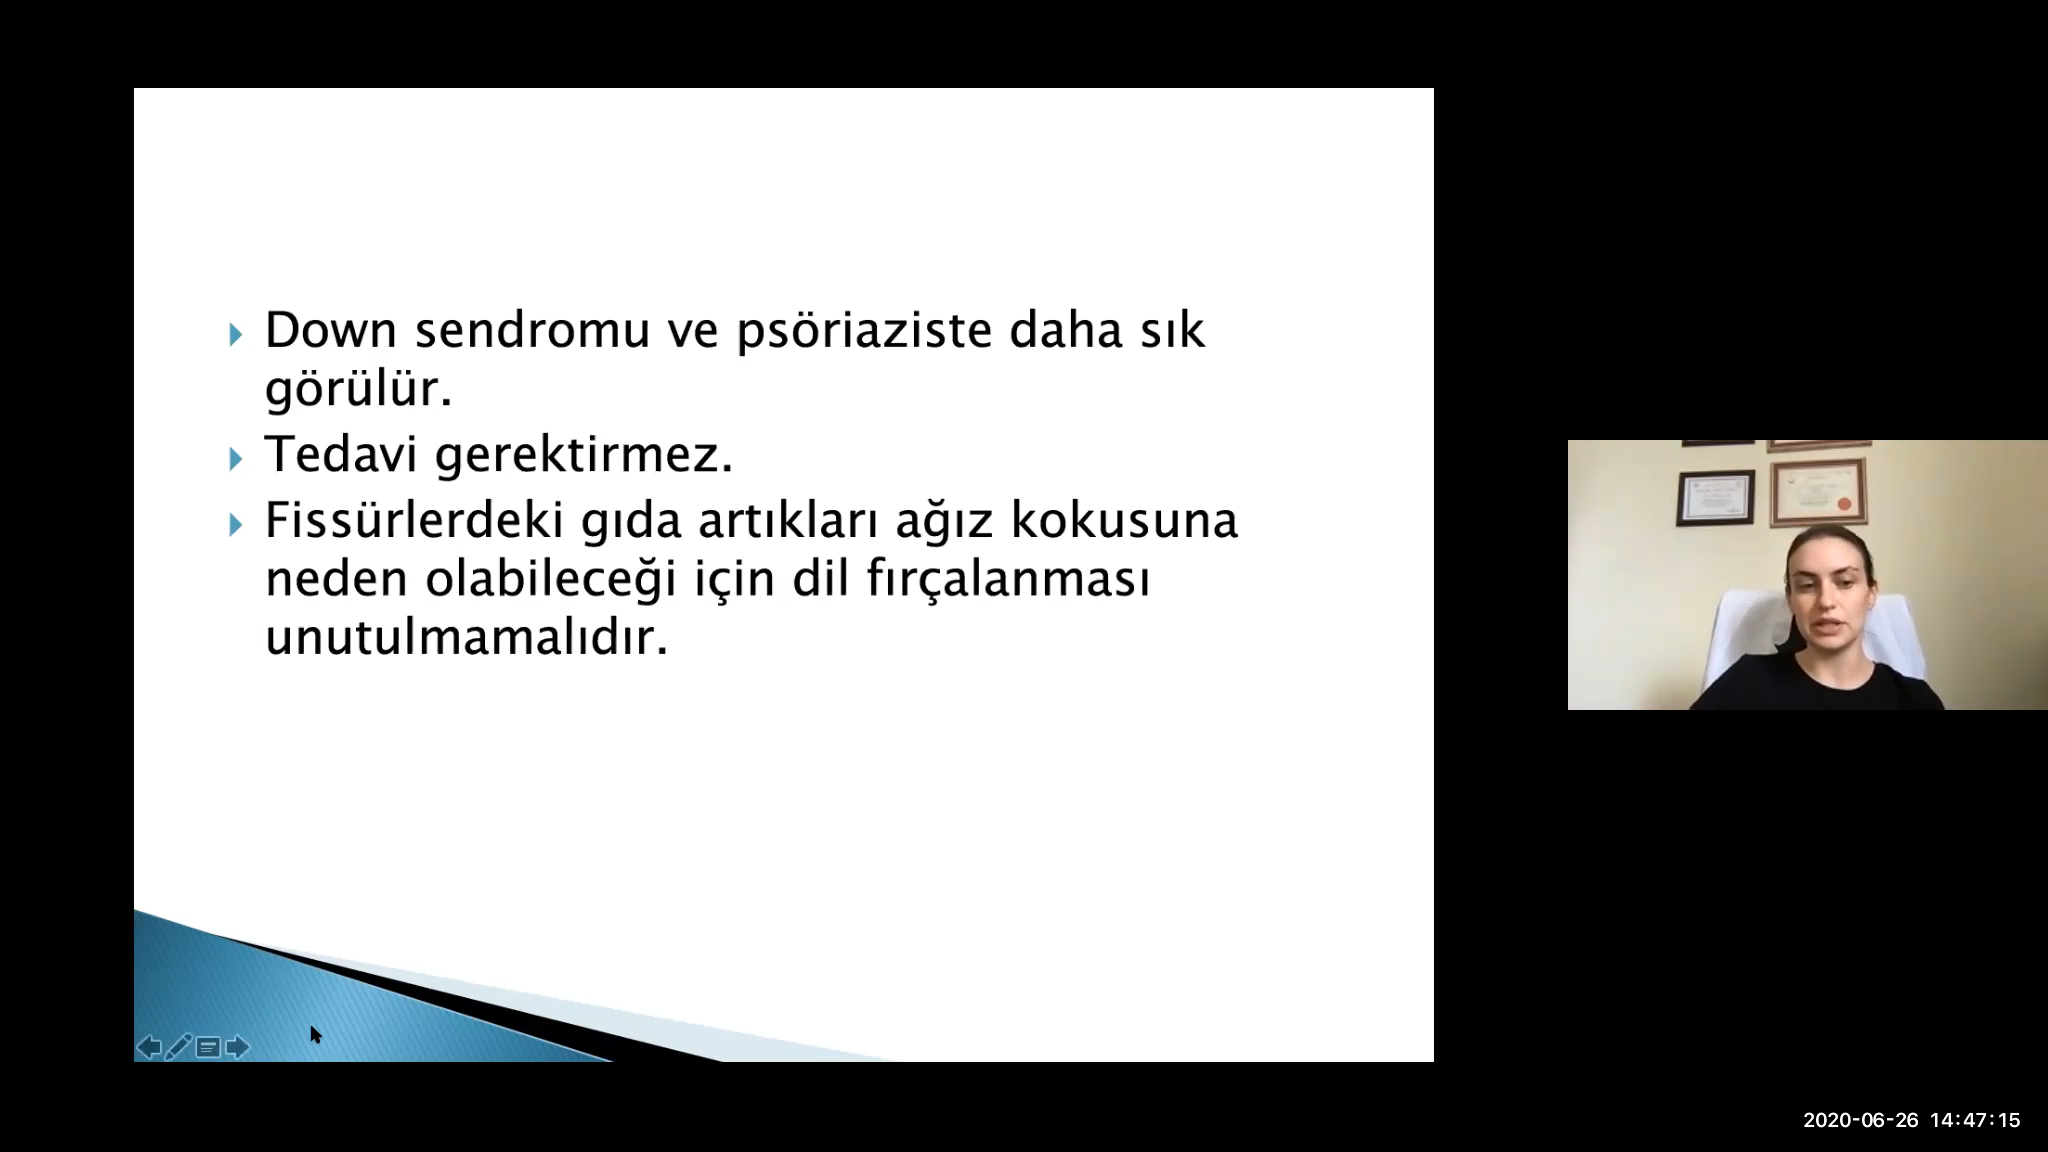 Down sendromu ve psöriaziste daha sık
görülür.
Tedavi gerektirmez.
Fissürlerdeki gıda artıkları ağız kokusuna
neden olabileceği için dil fırçalanması
unutulmamalıdır.
2020-06-26 14:47:15